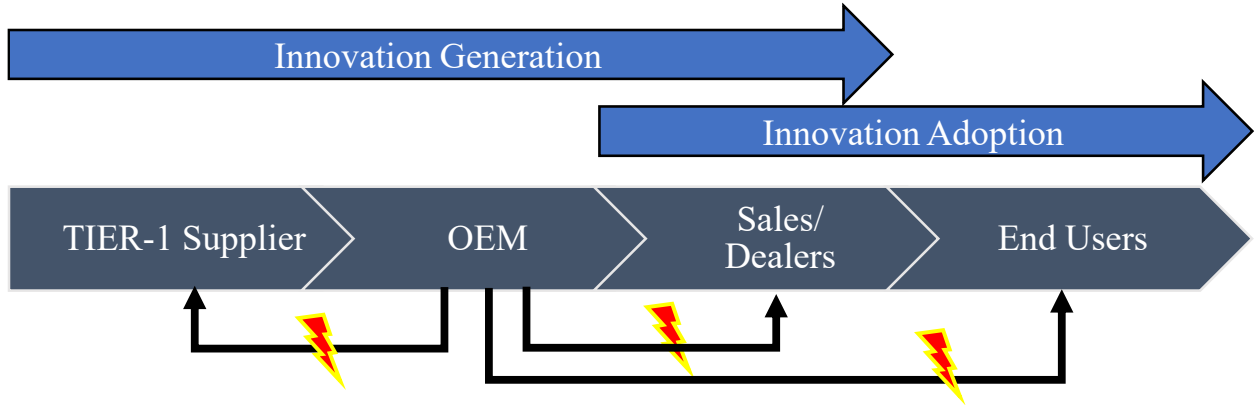 Innovation Generation
Innovation Adoption
TIER-1 Supplier
OEM
Sales/
Dealers
End Users